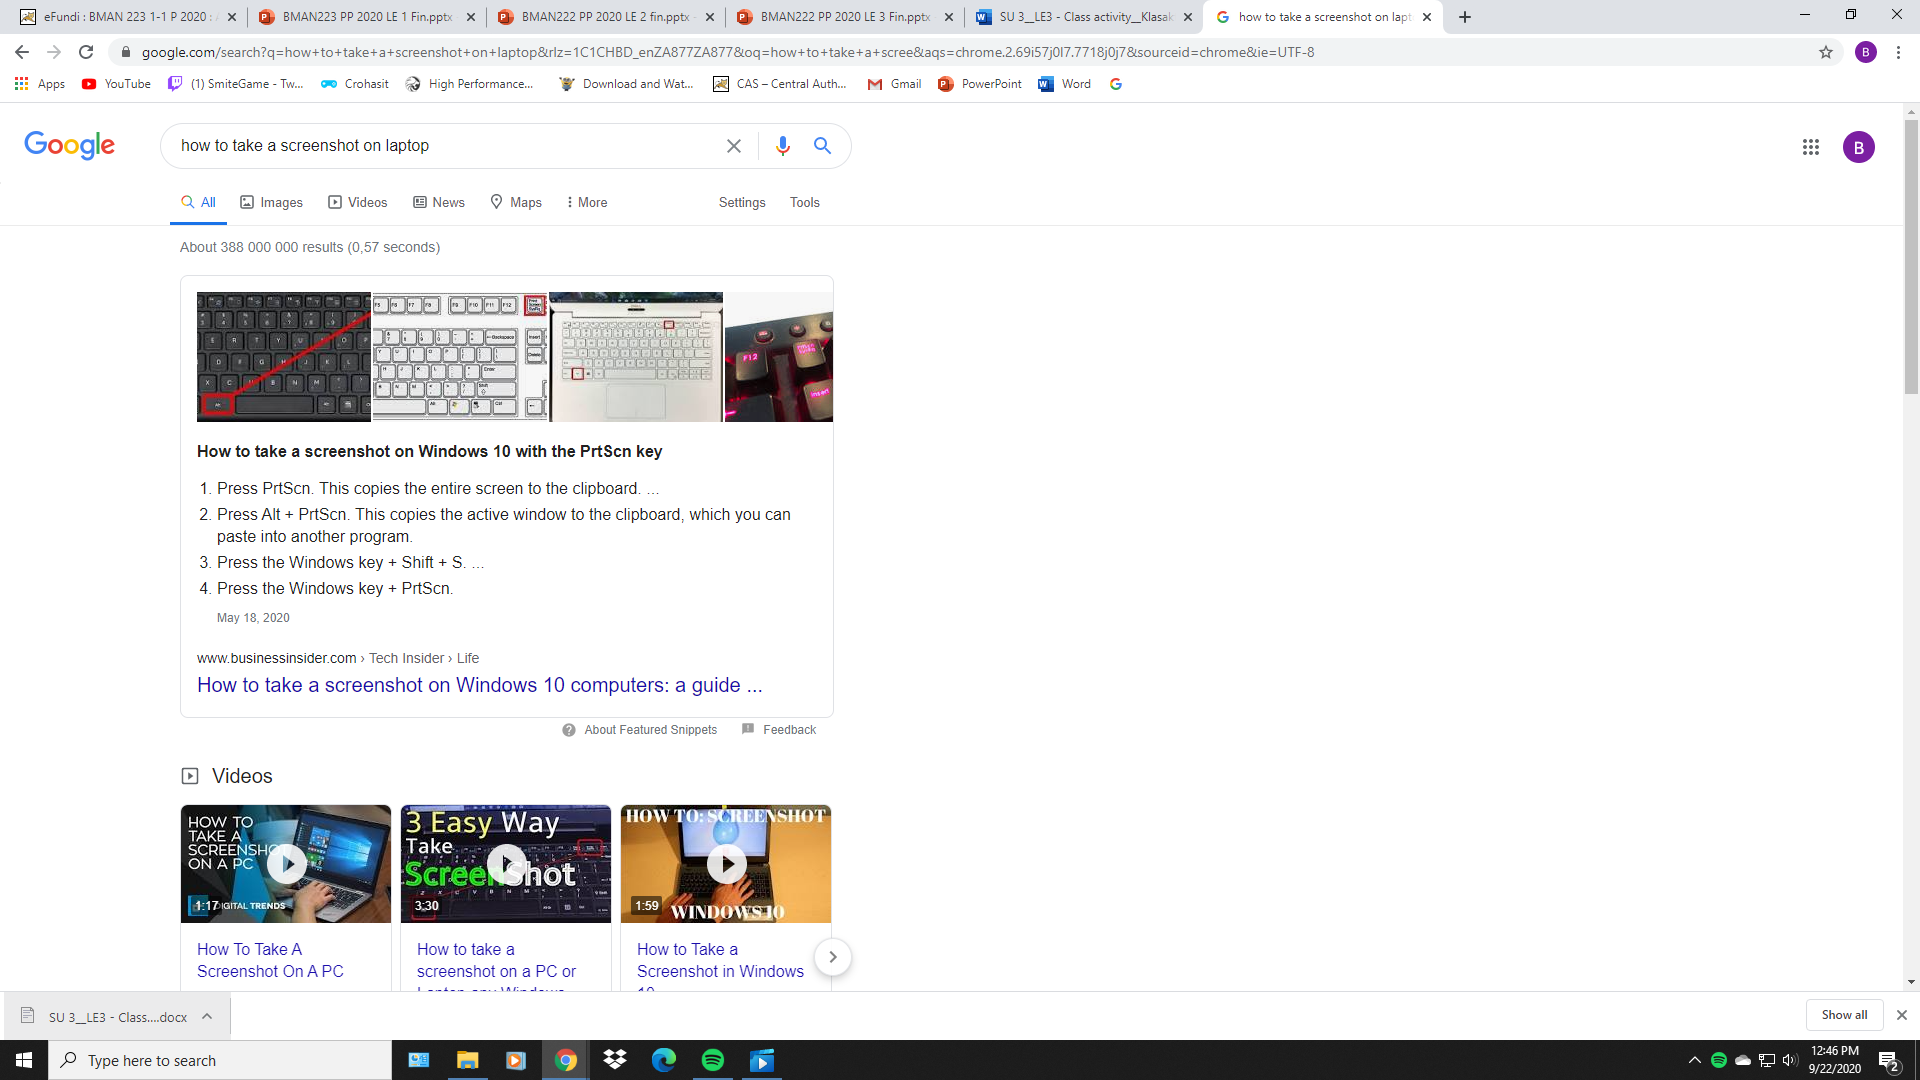 eFundi : BMAN 223 1-1 P 2020 :
BMAN223 PP 2020 LE 1 Fin.pptx
BMAN222 PP 2020 LE 2 fin.pptx
BMAN222 PP 2020 LE 3 Fin.pptx
SU 3__LE3 - Class activity__Klasak
how to take a screenshot on lapt
google.com/search?q=how+to+take+a+screenshot+on+laptop&rlz=1C1CHBD_enZA877ZA877&oq=how+to+take+a+scree&aqs=chrome.2.69i57j0l7.7718j0j7&sourceid=chrome&ie=UTF-8
B
Apps
YouTube
(1) SmiteGame - Tw...
Crohasit
High Performance...
Download and Wat...
CAS – Central Auth...
Gmail
PowerPoint
Word
Google
how to take a screenshot on laptop
B
All
Images
Videos
News
Maps
More
Settings
Tools
About 388 000 000 results (0,57 seconds)
How to take a screenshot on Windows 10 with the PrtScn key
1. Press PrtScn. This copies the entire screen to the clipboard. ...
2. Press Alt + PrtScn. This copies the active window to the clipboard, which you can
paste into another program.
3. Press the Windows key + Shift + S. ...
4. Press the Windows key + PrtScn.
May 18, 2020
www.businessinsider.com › Tech Insider › Life
How to take a screenshot on Windows 10 computers: a guide ...
About Featured Snippets
Feedback
Videos
HOW TO
TAKE A
SCREENSHO
ON A PC
1:17
DIGITAL TRENDS
3 Easy Way
Take
ScreenShot
3:30
HOW TO: SCREENSHOT
1:59
WINDOWS 10
How To Take A
Screenshot On A PC
How to take a
screenshot on a PC or
Laptop any Windows
How to Take a
Screenshot in Windows
10
SU 3__LE3 - Class....docx
Show all
Type here to search
12:46 PM
9/22/2020
2